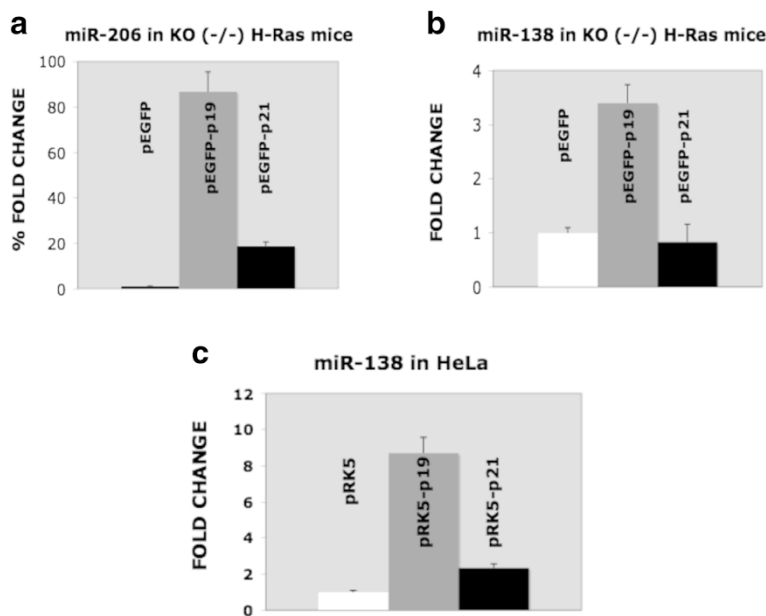 a
miR-206 in KO (-/-) H-Ras mice
% FOLD CHANGE
100
80
60
40
20
0
pEGFP
pEGFP-p19
pEGFP-p21
b
miR-138 in KO (-/-) H-Ras mice
FOLD CHANGE
4
3
2
1
0
pEGFP
pEGFP-p19
pEGFP-p21
c
miR-138 in HeLa
FOLD CHANGE
12
10
8
6
4
2
0
pRK5
pRK5-p19
pRK5-p21